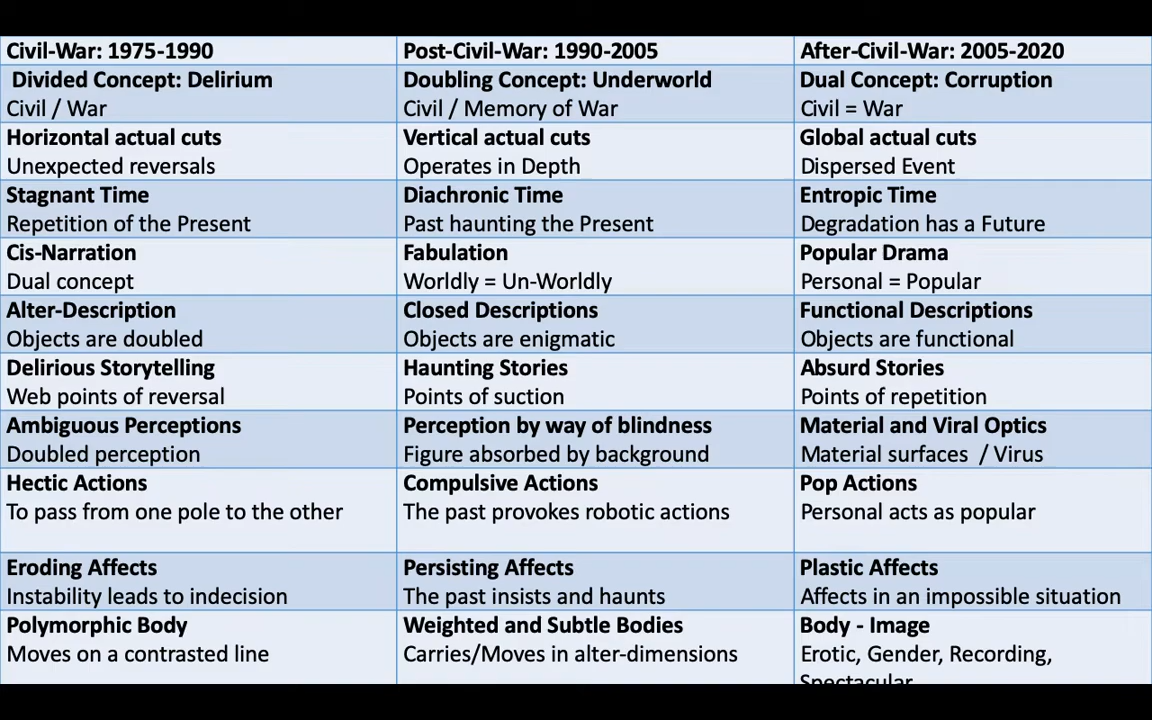 Civil-War: 1975-1990
Post-Civil-War: 1990-2005
After-Civil-War: 2005-2020
Divided Concept: Delirium
Civil / War
Doubling Concept: Underworld
Civil / Memory of War
Dual Concept: Corruption
Civil = War
Horizontal actual cuts
Unexpected reversals
Vertical actual cuts
Operates in Depth
Global actual cuts
Dispersed Event
Stagnant Time
Repetition of the Present
Diachronic Time
Past haunting the Present
Entropic Time
Degradation has a Future
Cis-Narration
Dual concept
Fabulation
Worldly = Un-Worldly
Popular Drama
Personal = Popular
Alter-Description
Objects are doubled
Closed Descriptions
Objects are enigmatic
Functional Descriptions
Objects are functional
Delirious Storytelling
Web points of reversal
Haunting Stories
Points of suction
Absurd Stories
Points of repetition
Ambiguous Perceptions
Doubled perception
Perception by way of blindness
Figure absorbed by background
Material and Viral Optics
Material surfaces / Virus
Hectic Actions
To pass from one pole to the other
Compulsive Actions
The past provokes robotic actions
Pop Actions
Personal acts as popular
Eroding Affects
Instability leads to indecision
Persisting Affects
The past insists and haunts
Plastic Affects
Affects in an impossible situation
Polymorphic Body
Moves on a contrasted line
Weighted and Subtle Bodies
Carries/Moves in alter-dimensions
Body - Image
Erotic, Gender, Recording,
Spectacular